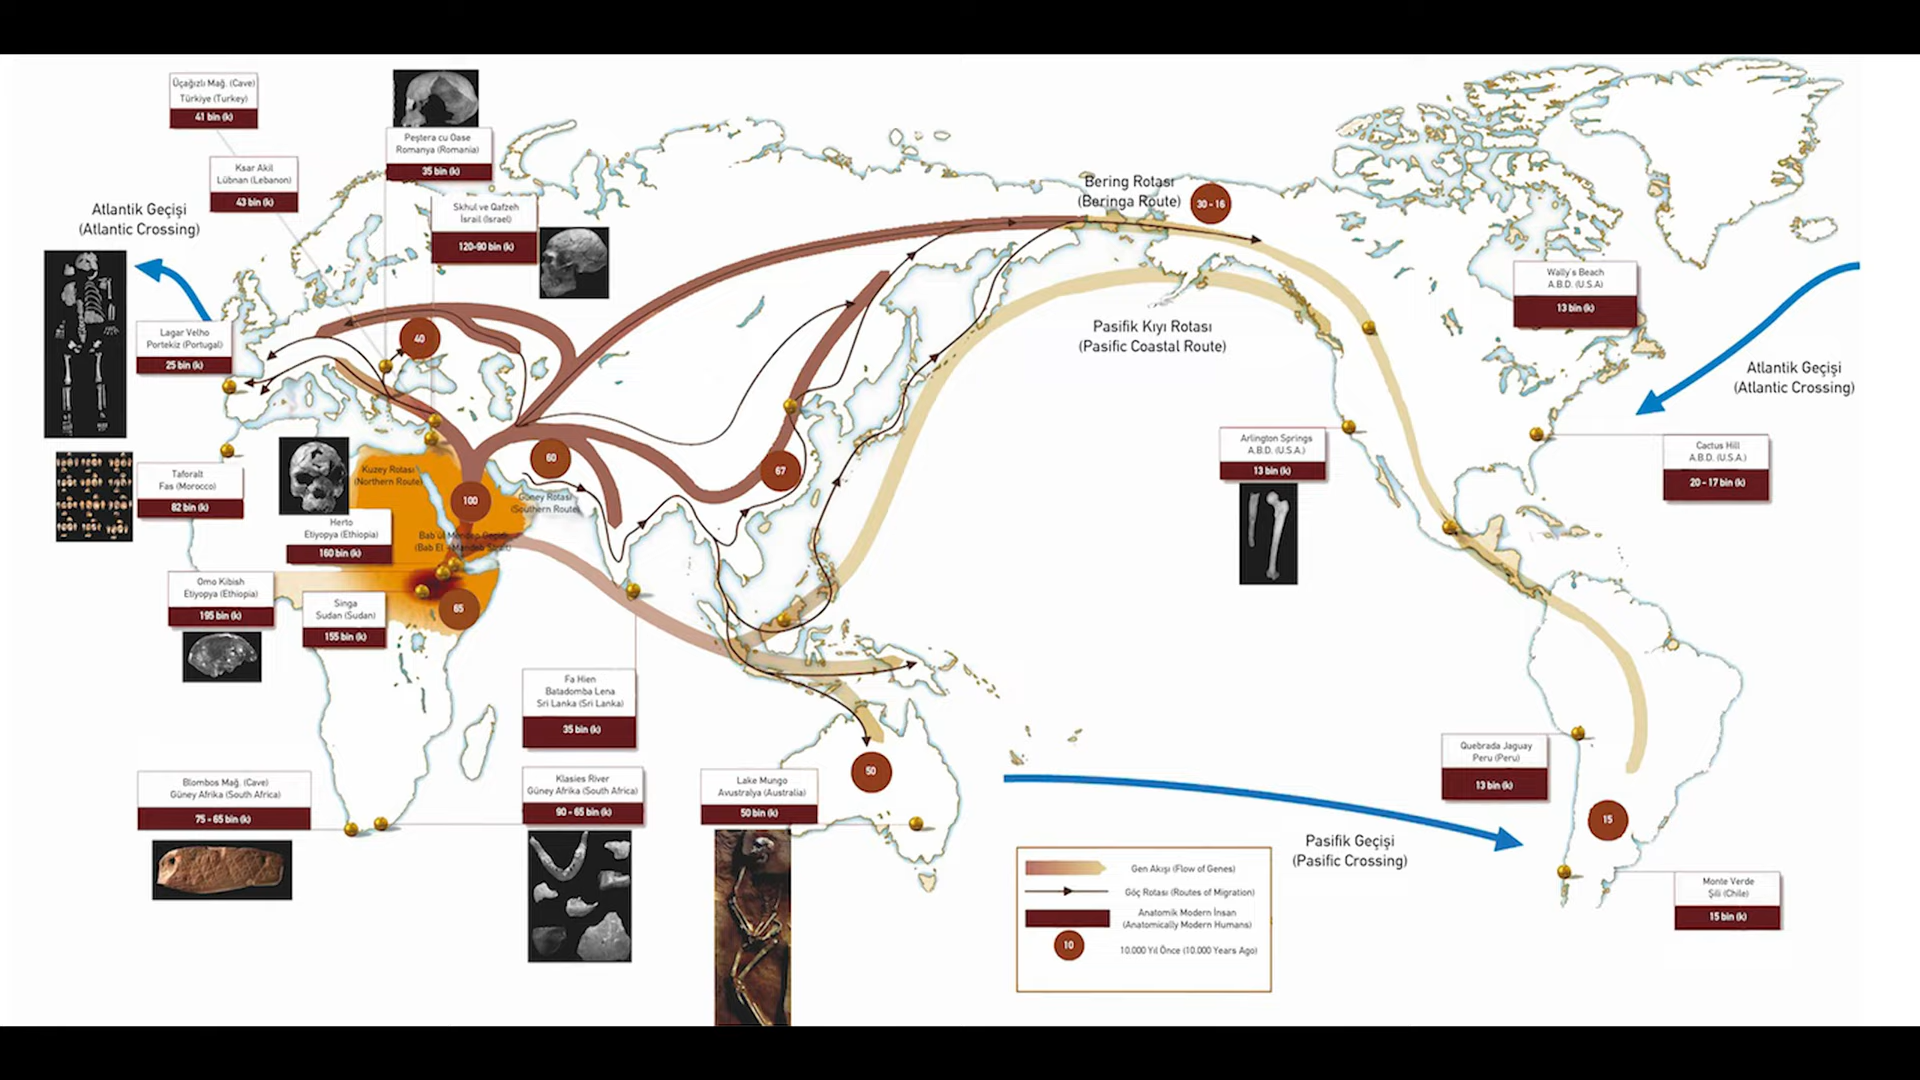 Üçağızlı Mağ. (Cave)
Türkiye (Turkey)
41 bin (k)
Ksar Akil
Lübnan (Lebanon)
43 bin (k)
Peştera cu Oase
Romanya (Romania)
35 bin (k)
Skhul ve Qafzeh
İsrail (Israel)
120-90 bin (k)
Atlantik Geçişi
(Atlantic Crossing)
Lagar Velho
Portekiz (Portugal)
25 bin (k)
Taforalt
Fas (Morocco)
82 bin (k)
Herto
Etiyopya (Ethiopia)
160 bin (k)
Omo Kibish
Etiyopya (Ethiopia)
195 bin (k)
Singa
Sudan (Sudan)
155 bin (k)
Kuzey Rotası
(Northern Route)
Güney Rotası
(Southern Route)
Bab'ül Mendep Geçidi
(Bab El - Mandeb Strait)
40
60
100
65
67
50
15
30 - 16
Bering Rotası
(Beringa Route)
Pasifik Kıyı Rotası
(Pasific Coastal Route)
Wally's Beach
A.B.D. (U.S.A)
13 bin (k)
Atlantik Geçişi
(Atlantic Crossing)
Arlington Springs
A.B.D. (U.S.A.)
13 bin (k)
Cactus Hill
A.B.D. (U.S.A.)
20 - 17 bin (k)
Fa Hien
Batadomba Lena
Sri Lanka (Sri Lanka)
35 bin (k)
Blombos Mağ. (Cave)
Güney Afrika (South Africa)
75 - 65 bin (k)
Klasies River
Güney Afrika (South Africa)
90 - 65 bin (k)
Lake Mungo
Avustralya (Australia)
50 bin (k)
Quebrada Jaguay
Peru (Peru)
13 bin (k)
Pasifik Geçişi
(Pasific Crossing)
Monte Verde
Şili (Chile)
15 bin (k)
Gen Akışı (Flow of Genes)
Göç Rotası (Routes of Migration)
Anatomik Modern İnsan
(Anatomically Modern Humans)
10
10.000 Yıl Önce (10.000 Years Ago)